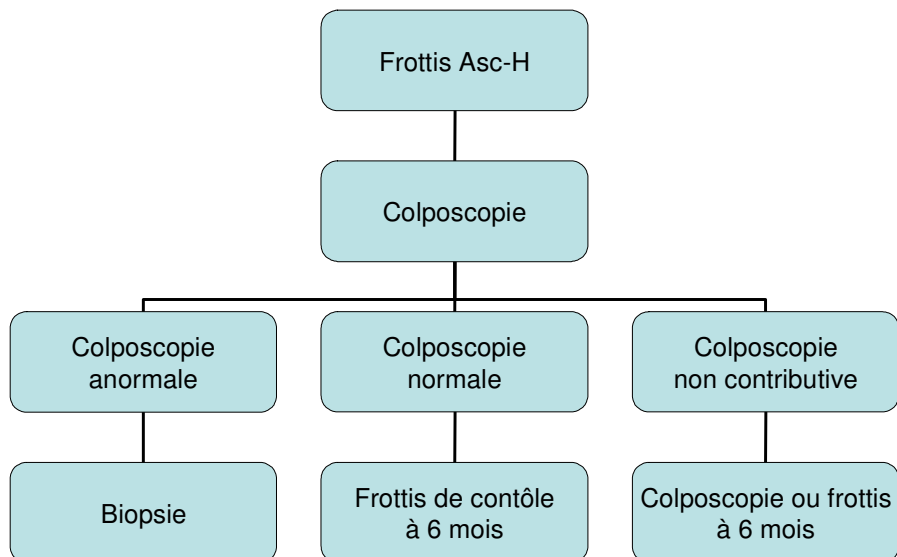 Frottis Asc-H
Colposcopie
Colposcopie
anormale
Colposcopie
normale
Colposcopie
non contributive
Biopsie
Frottis de contôle
à 6 mois
Colposcopie ou frottis
à 6 mois